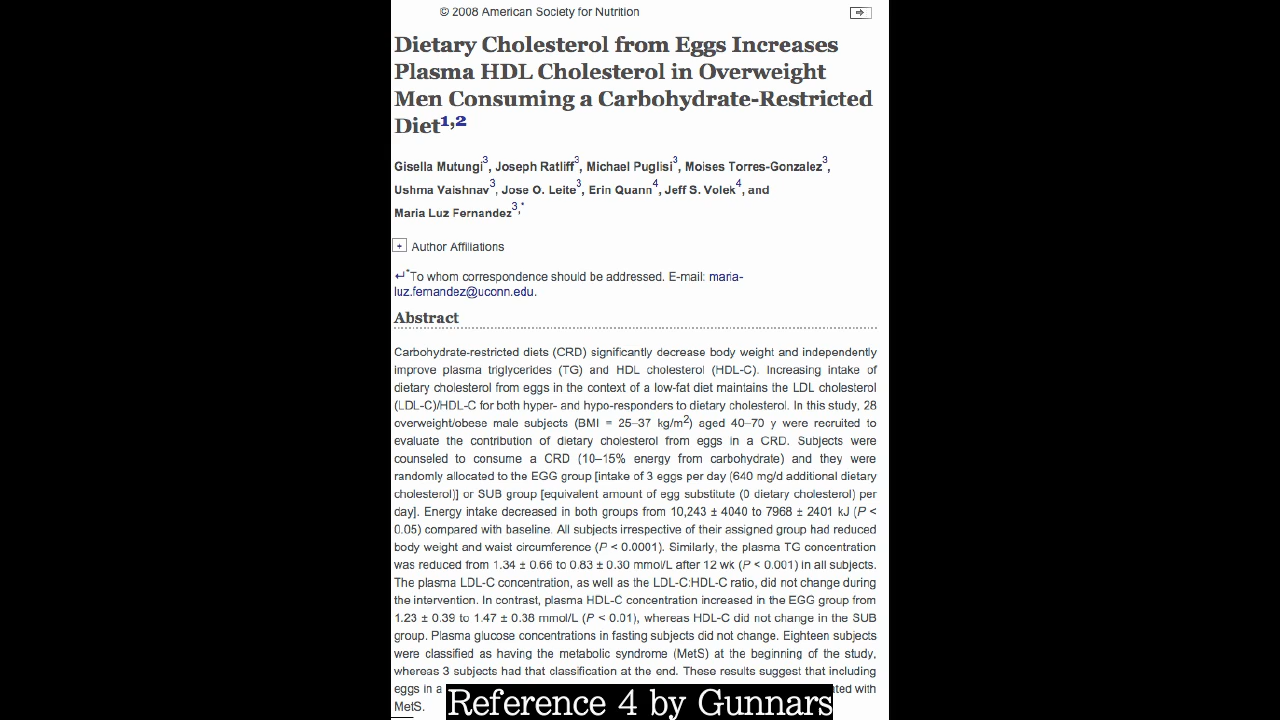 © 2008 American Society for Nutrition
Dietary Cholesterol from Eggs Increases
Plasma HDL Cholesterol in Overweight
Men Consuming a Carbohydrate-Restricted
Diet1,2
Gisella Mutungi3, Joseph Ratliff3, Michael Puglisi3, Moises Torres-Gonzalez3,
Ushma Vaishnav3, Jose O. Leite3, Erin Quann4, Jeff S. Volek4, and
Maria Luz Fernandez3,*
+ Author Affiliations
↵*To whom correspondence should be addressed. E-mail: maria-
luz.fernandez@uconn.edu.
Abstract
Carbohydrate-restricted diets (CRD) significantly decrease body weight and independently
improve plasma triglycerides (TG) and HDL cholesterol (HDL-C). Increasing intake of
dietary cholesterol from eggs in the context of a low-fat diet maintains the LDL cholesterol
(LDL-C)/HDL-C for both hyper- and hypo-responders to dietary cholesterol. In this study, 28
overweight/obese male subjects (BMI = 25–37 kg/m2) aged 40–70 y were recruited to
evaluate the contribution of dietary cholesterol from eggs in a CRD. Subjects were
counseled to consume a CRD (10–15% energy from carbohydrate) and they were
randomly allocated to the EGG group [intake of 3 eggs per day (640 mg/d additional dietary
cholesterol)] or SUB group [equivalent amount of egg substitute (0 dietary cholesterol) per
day]. Energy intake decreased in both groups from 10,243 ± 4040 to 7968 ± 2401 kJ (P <
0.05) compared with baseline. All subjects irrespective of their assigned group had reduced
body weight and waist circumference (P < 0.0001). Similarly, the plasma TG concentration
was reduced from 1.34 ± 0.66 to 0.83 ± 0.30 mmol/L after 12 wk (P < 0.001) in all subjects.
The plasma LDL-C concentration, as well as the LDL-C:HDL-C ratio, did not change during
the intervention. In contrast, plasma HDL-C concentration increased in the EGG group from
1.23 ± 0.39 to 1.47 ± 0.38 mmol/L (P < 0.01), whereas HDL-C did not change in the SUB
group. Plasma glucose concentrations in fasting subjects did not change. Eighteen subjects
were classified as having the metabolic syndrome (MetS) at the beginning of the study,
whereas 3 subjects had that classification at the end. These results suggest that including
eggs in a with
MetS.
Reference 4 by Gunnars